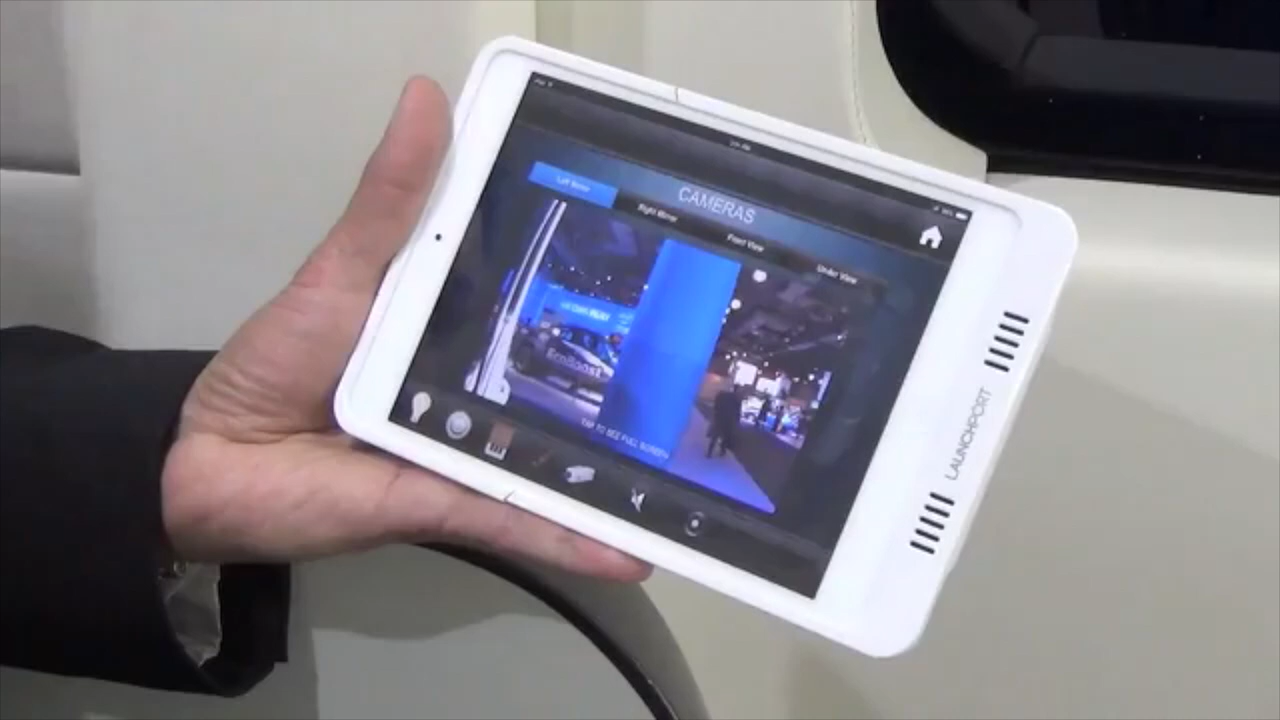 CAMERAS
Left Mirror
Right Mirror
Front View
Under View
EcoBoost
TAP TO SEE FULL SCREEN
LAUNCHPORT